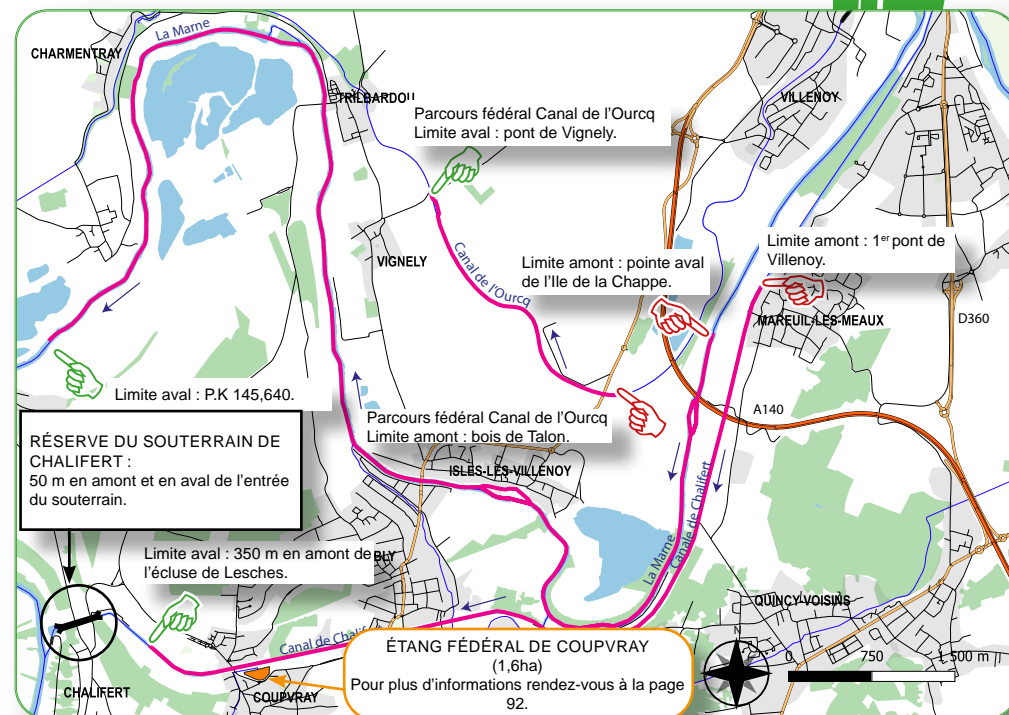 La Marne
CHARMENTRAY
TRILBARDOU
VILLENOY
Parcours fédéral Canal de l'Ourcq
Limite aval : pont de Vignely.
Limite amont : 1er pont de
Villenoy.
Canal de l'Ourcq
VIGNELY
Limite amont : pointe aval
de l'Ile de la Chappe.
MAREUIL-LES-MEAUX
D360
Limite aval : P.K 145,640.
A140
Parcours fédéral Canal de l'Ourcq
Limite amont : bois de Talon.
RÉSERVE DU SOUTERRAIN DE
CHALIFERT :
50 m en amont et en aval de l'entrée
du souterrain.
ISLES-LES-VILLENOY
La Marne
Canale de Chalifert
Limite aval : 350 m en amont de
l'écluse de Lesches.
BLY
QUINCY-VOISINS
Canal de Chalif
ÉTANG FÉDÉRAL DE COUPVRAY
(1,6ha)
Pour plus d'informations rendez-vous à la page
92.
N
0 750 1 500 m
CHALIFERT
COUPVRAY